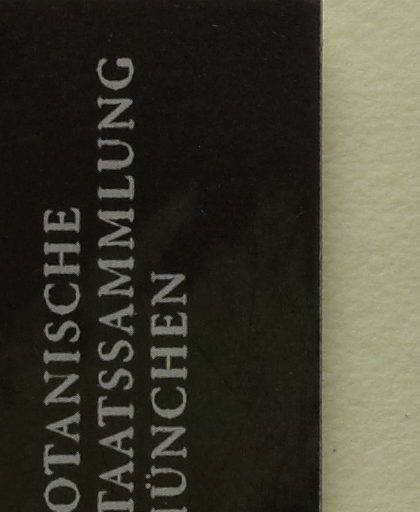 OTANISCHE
TAATSSAMMLUNG
ÜNCHEN